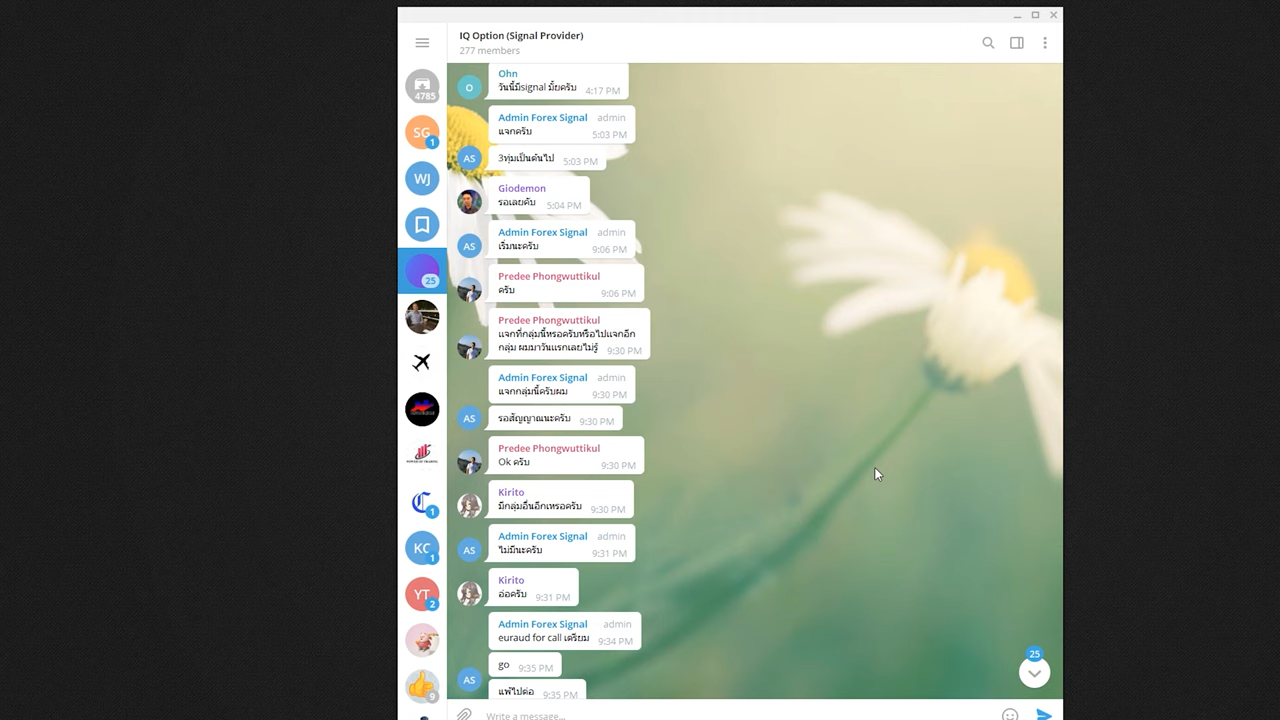 IQ Option (Signal Provider)
277 members
4785
SG
1
WJ
25
C
1
KC
1
YT
2
9
Ohn
O
วันนี้มีsignal มั้ยครับ 4:17 PM
Admin Forex Signal admin
แจกครับ 5:03 PM
AS
3ทุ่มเป็นต้นไป 5:03 PM
Giodemon
รอเลยคับ 5:04 PM
Admin Forex Signal admin
AS
เริ่มนะครับ 9:06 PM
Predee Phongwuttikul
ครับ 9:06 PM
Predee Phongwuttikul
แจกที่กลุ่มนี้หรอครับหรือไปแจกอีก
กลุ่ม ผมมาวันแรกเลยไม่รู้ 9:30 PM
Admin Forex Signal admin
แจกกลุ่มนี้ครับผม 9:30 PM
AS
รอสัญญาณนะครับ 9:30 PM
Predee Phongwuttikul
Ok ครับ 9:30 PM
Kirito
มีกลุ่มอื่นอีกเหรอครับ 9:30 PM
Admin Forex Signal admin
AS
ไม่มีนะครับ 9:31 PM
Kirito
อ่อครับ 9:31 PM
Admin Forex Signal admin
euraud for call เตรียม 9:34 PM
go 9:35 PM
AS
แพ้ไปต่อ 9:35 PM
25
Write a message...